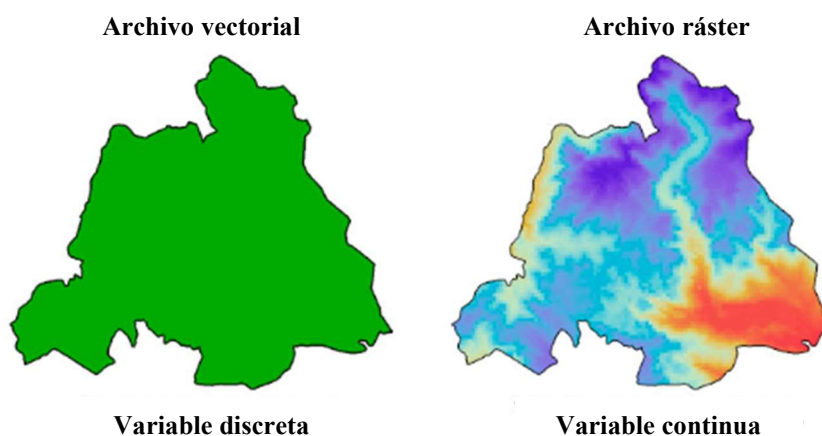 Archivo vectorial
Archivo ráster
Variable discreta
Variable continua